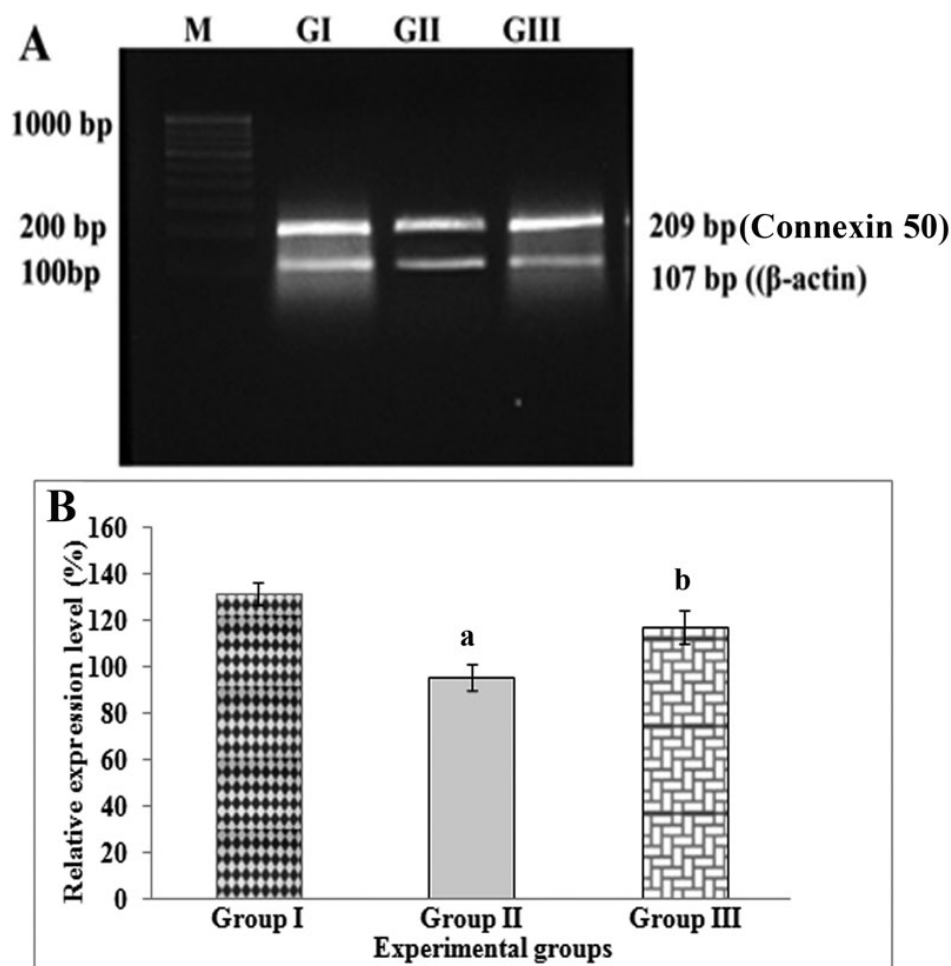 A
M GI GII GIII
1000 bp
200 bp
209 bp (Connexin 50)
100bp
107 bp ((β-actin)
B
160
140
120
100
80
60
40
20
0
Relative expression level (%)
a
b
Group I Group II Group III
Experimental groups